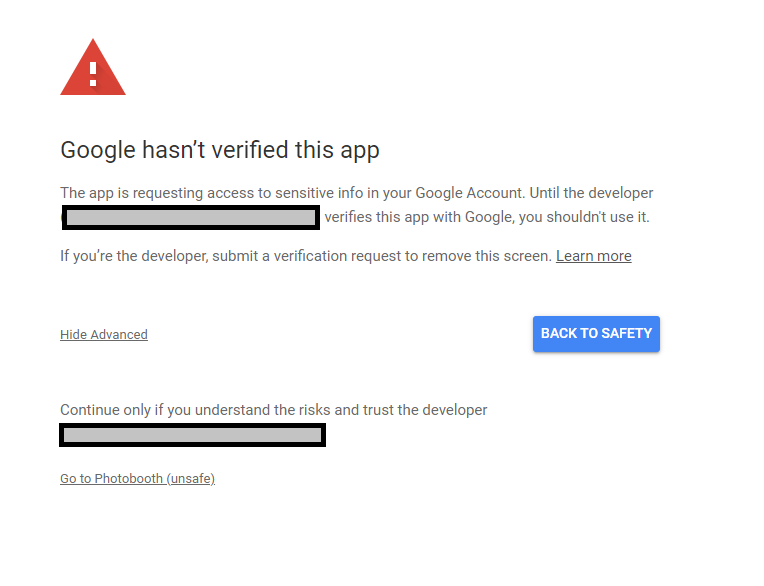 Google hasn’t verified this app
The app is requesting access to sensitive info in your Google Account. Until the developer
verifies this app with Google, you shouldn't use it.
If you’re the developer, submit a verification request to remove this screen. Learn more
Hide Advanced
BACK TO SAFETY
Continue only if you understand the risks and trust the developer
Go to Photobooth (unsafe)